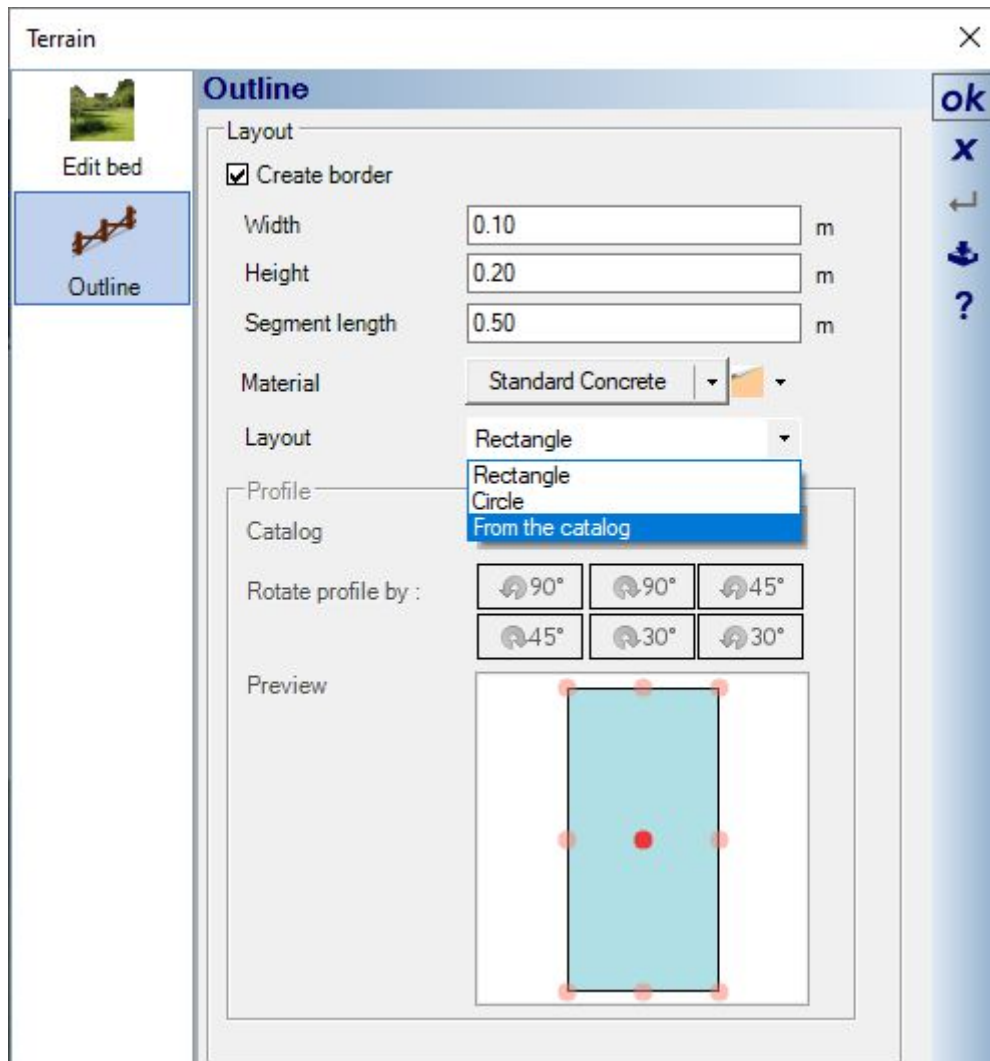 Terrain
Edit bed
Outline
Outline
ok
x
?
Layout
Create border
Width 0.10 m
Height 0.20 m
Segment length 0.50 m
Material Standard Concrete
Layout Rectangle
Rectangle
Circle
From the catalog
Profile
Catalog
Rotate profile by : 90° 90° 45°
45° 30° 30°
Preview